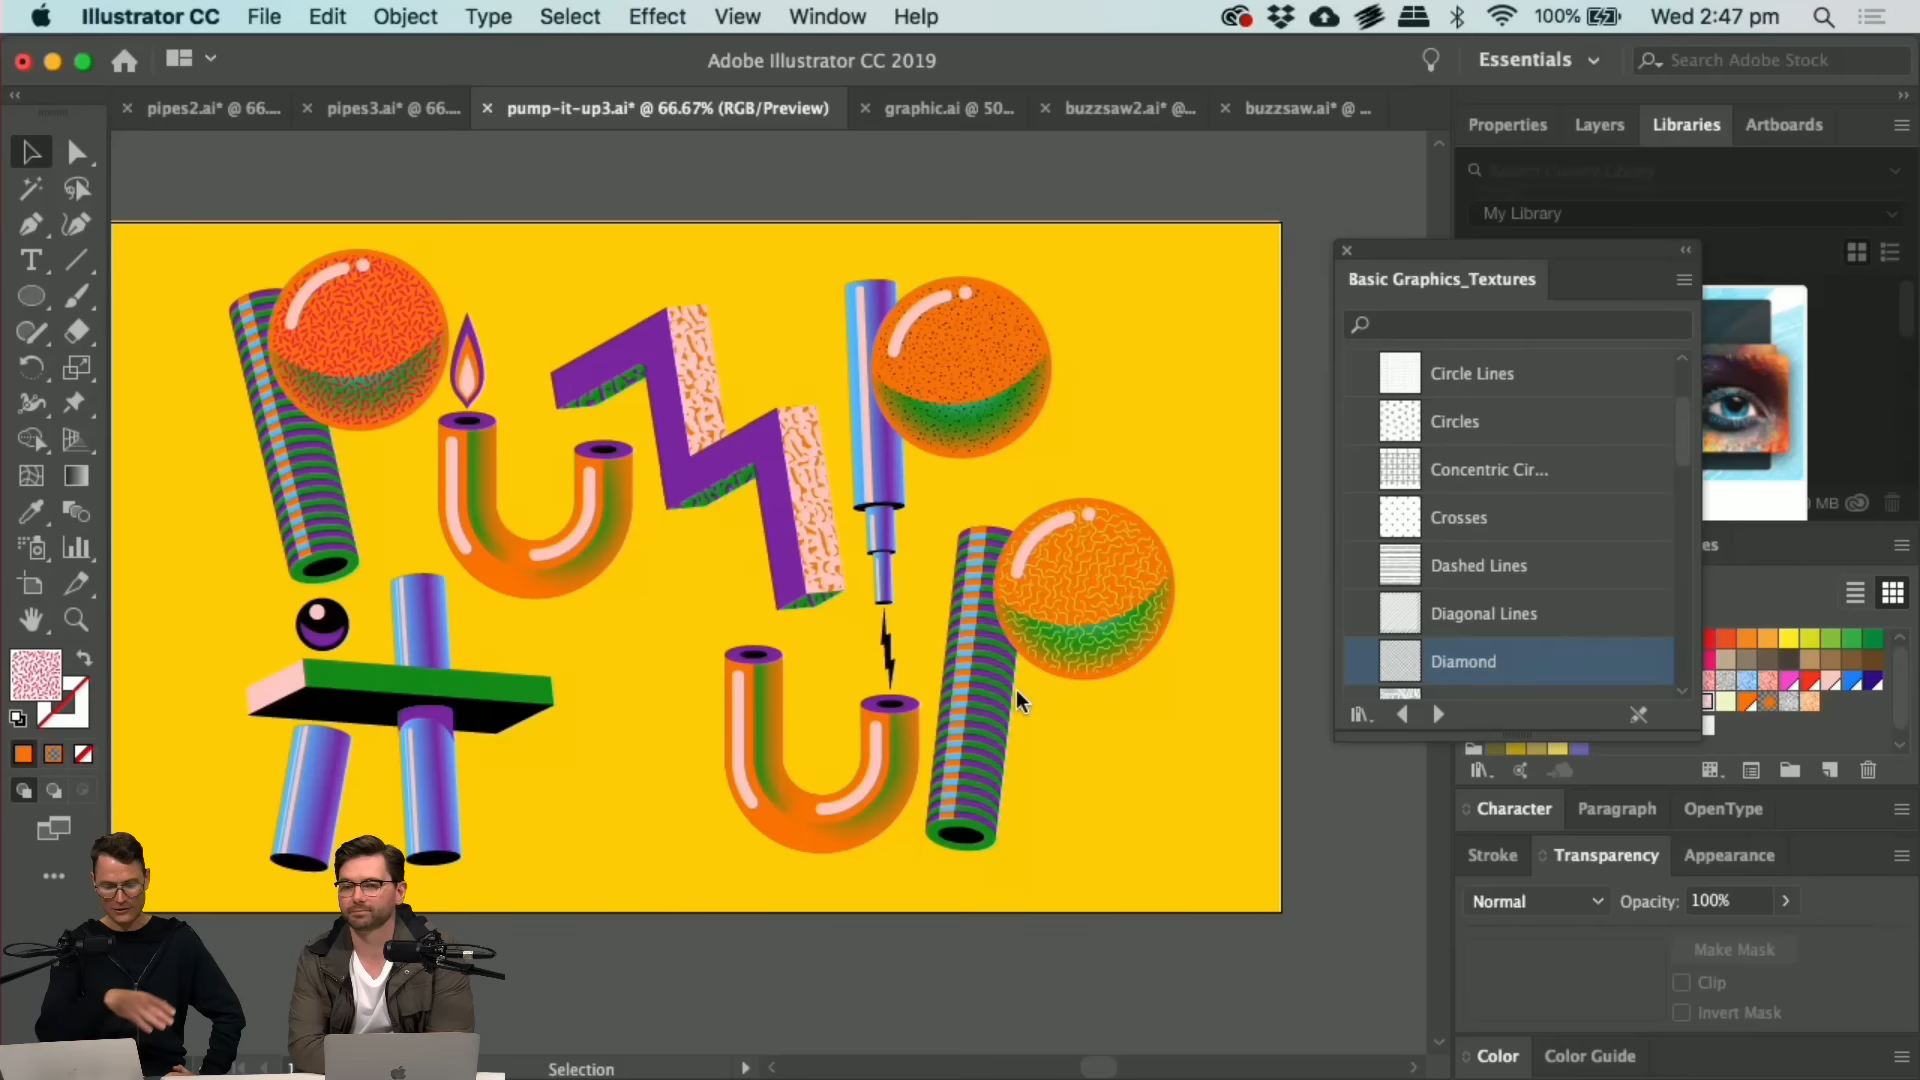 Illustrator CC File Edit Object Type Select Effect View Window Help 100% Wed 2:47 pm
Adobe Illustrator CC 2019 Essentials Search Adobe Stock
pipes2.ai* @ 66.... pipes3.ai* @ 66.... pump-it-up3.ai* @ 66.67% (RGB/Preview) graphic.ai @ 50... buzzsaw2.ai* @... buzzsaw.ai* @ ...
Properties Layers Libraries Artboards
My Library
Basic Graphics_Textures
Circle Lines
Circles
Concentric Cir...
Crosses
Dashed Lines
Diagonal Lines
Diamond
MB
es
PUMP
it
UP
Character Paragraph OpenType
Stroke Transparency Appearance
Normal Opacity: 100%
Make Mask
Clip
Invert Mask
Color Color Guide
Selection